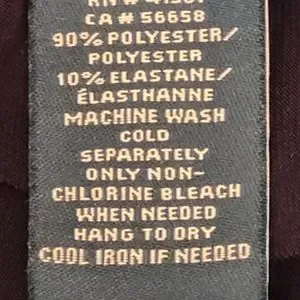 CA # 56658
90% POLYESTER/
POLYESTER
10% ELASTANE/
ÉLASTHANNE
MACHINE WASH
COLD
SEPARATELY
ONLY NON-
CHLORINE BLEACH
WHEN NEEDED
HANG TO DRY
COOL IRON IF NEEDED